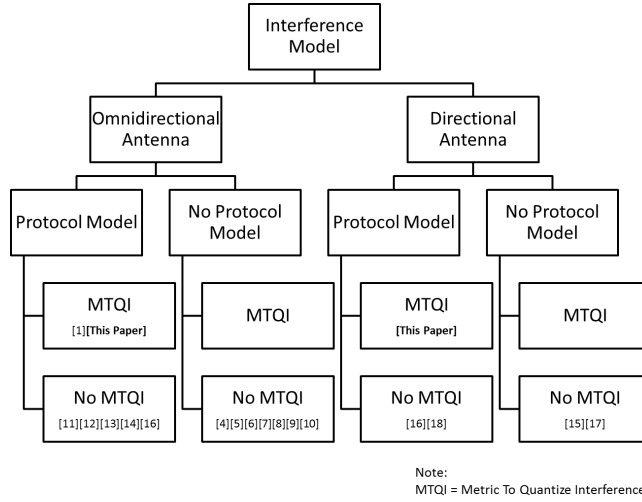 Interference
Model
Omnidirectional
Antenna
Directional
Antenna
Protocol Model
No Protocol
Model
Protocol Model
No Protocol
Model
MTQI
[1][This Paper]
MTQI
MTQI
[This Paper]
MTQI
No MTQI
[11][12][13][14][16]
No MTQI
[4][5][6][7][8][9][10]
No MTQI
[16][18]
No MTQI
[15][17]
Note:
MTQI = Metric To Quantize Interference